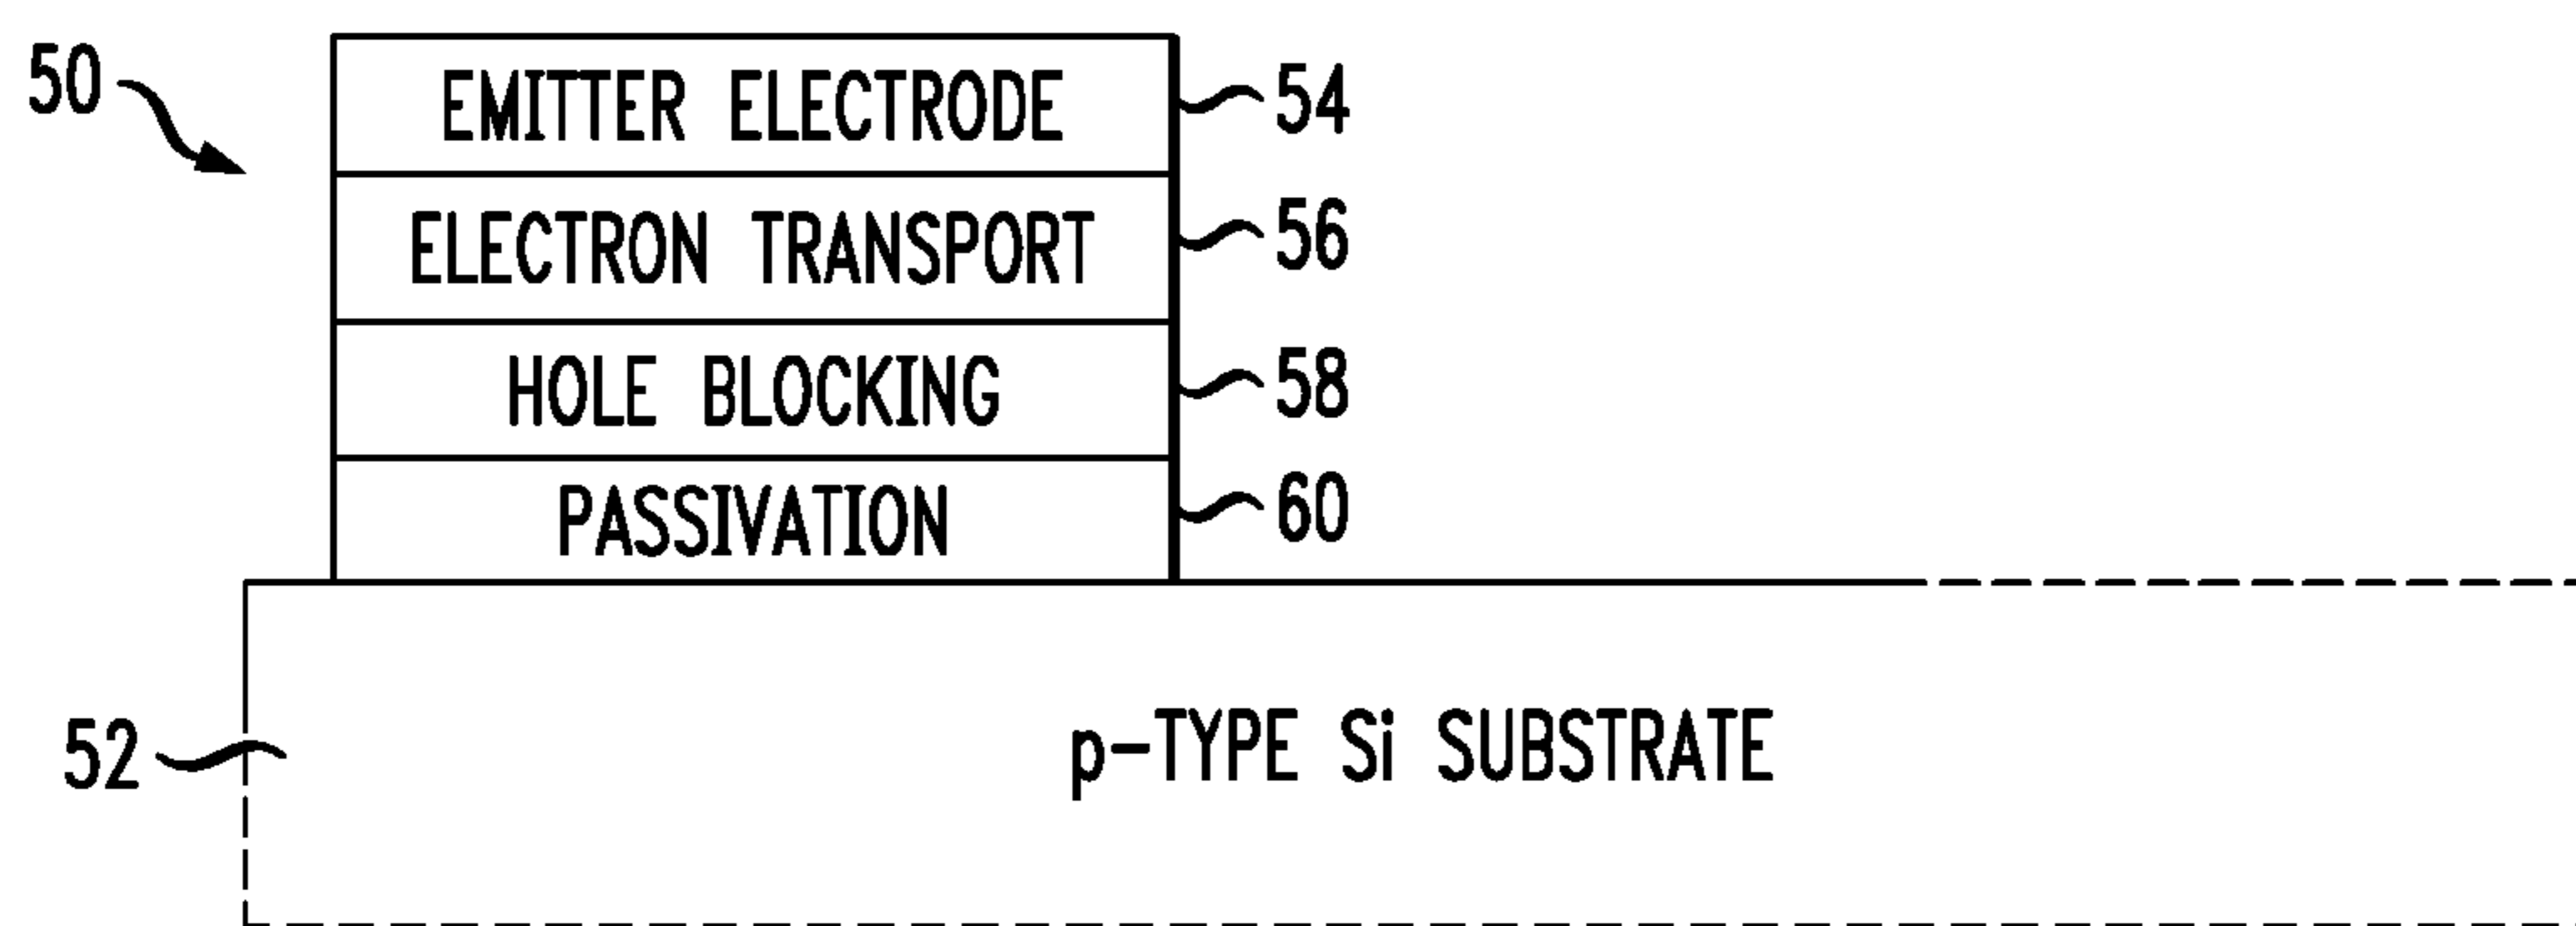 50
EMITTER ELECTRODE 54
ELECTRON TRANSPORT 56
HOLE BLOCKING 58
PASSIVATION 60
52 p-TYPE Si SUBSTRATE